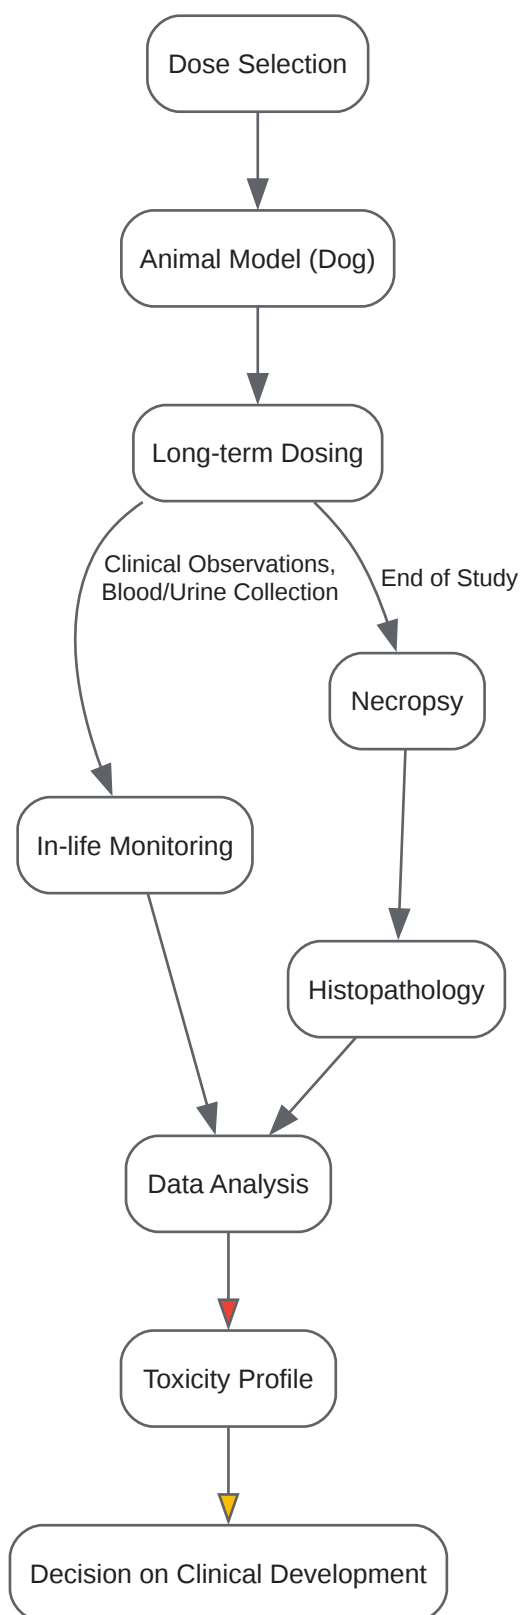 Dose Selection
Animal Model (Dog)
Long-term Dosing
Clinical Observations,
Blood/Urine Collection
End of Study
Necropsy
In-life Monitoring
Histopathology
Data Analysis
Toxicity Profile
Decision on Clinical Development